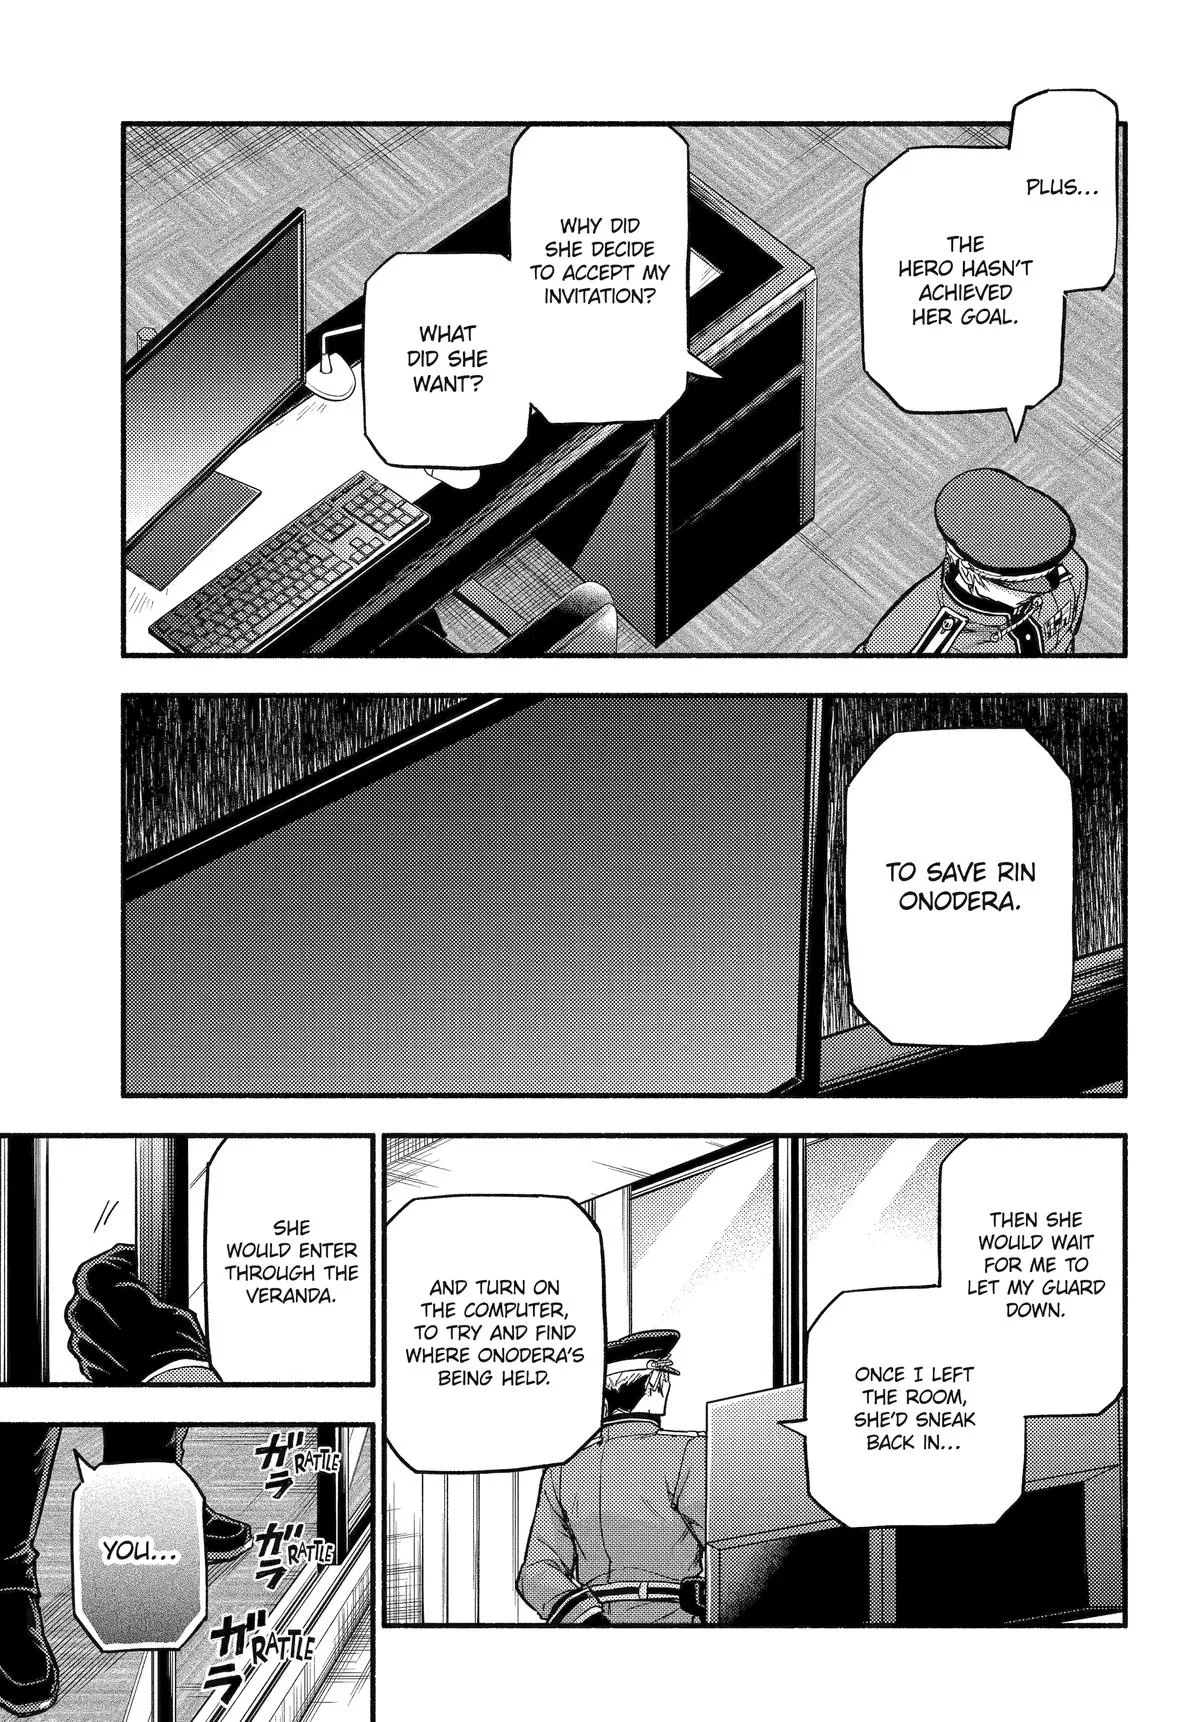 PLUS...
THE
HERO HASN'T
ACHIEVED
HER GOAL.
WHY DID
SHE DECIDE
TO ACCEPT MY
INVITATION?
WHAT
DID SHE
WANT?
TO SAVE RIN
ONODERA.
THEN SHE
WOULD WAIT
FOR ME TO
LET MY GUARD
DOWN.
ONCE I LEFT
THE ROOM,
SHE'D SNEAK
BACK IN...
AND TURN ON
THE COMPUTER,
TO TRY AND FIND
WHERE ONODERA'S
BEING HELD.
SHE
WOULD ENTER
THROUGH THE
VERANDA.
ガラ
RATTLE
ガラ
RATTLE
ガラ
RATTLE
YOU...